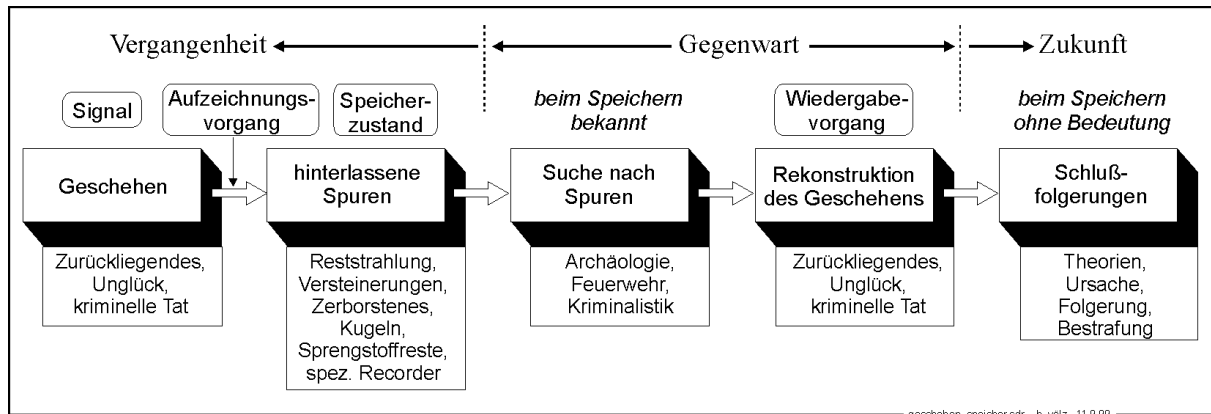 Vergangenheit
Gegenwart
Zukunft
Signal
Aufzeichnungs-
vorgang
Speicher-
zustand
beim Speichern
bekannt
Wiedergabe-
vorgang
beim Speichern
ohne Bedeutung
Geschehen
hinterlassene
Spuren
Suche nach
Spuren
Rekonstruktion
des Geschehens
Schluß-
folgerungen
Zurückliegendes,
Unglück,
kriminelle Tat
Reststrahlung,
Versteinerungen,
Zerborstenes,
Kugeln,
Sprengstoffreste,
spez. Recorder
Archäologie,
Feuerwehr,
Kriminalistik
Zurückliegendes,
Unglück,
kriminelle Tat
Theorien,
Ursache,
Folgerung,
Bestrafung